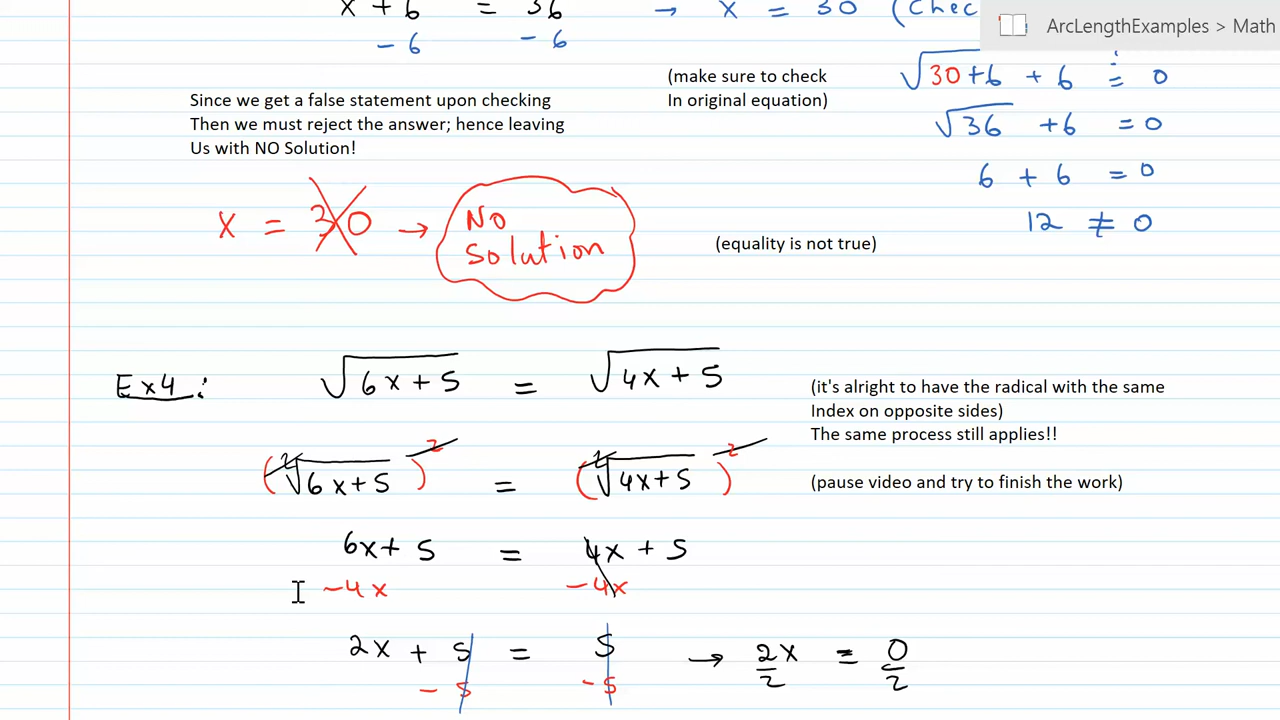 x + 6 = 36 → x = 30 (Chec
- 6 - 6
ArcLengthExamples > Math
(make sure to check
In original equation)
√30+6 + 6 = 0
√36 + 6 = 0
6 + 6 = 0
12 ≠ 0
Since we get a false statement upon checking
Then we must reject the answer; hence leaving
Us with NO Solution!
x = 30 → No
Solution
(equality is not true)
Ex4: √6x + 5 = √4x + 5
(it's alright to have the radical with the same
Index on opposite sides)
The same process still applies!!
(²√6x+5)² = (²√4x+5)²
(pause video and try to finish the work)
6x + 5 = 4x + 5
-4x -4x
2x + 5 = 5 → 2x/2 = 0/2
- 5 - 5